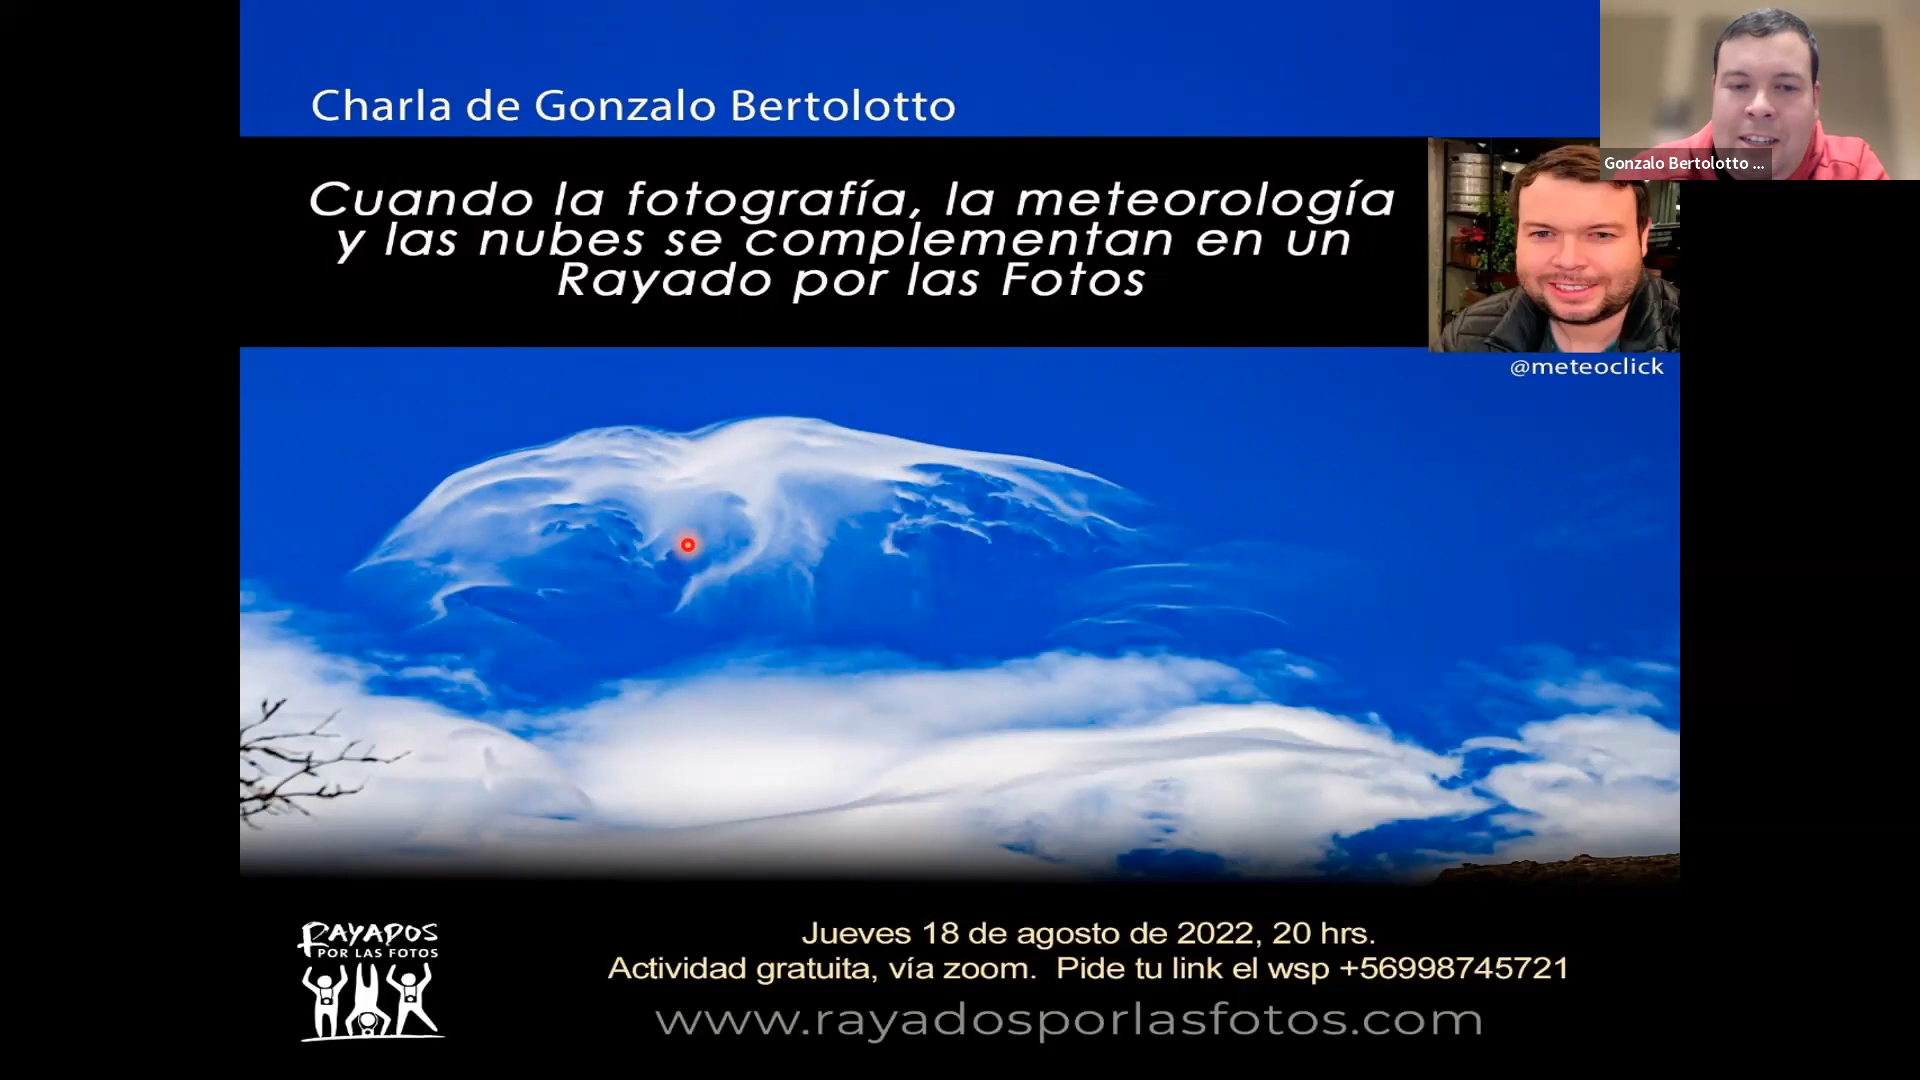 Charla de Gonzalo Bertolotto
Gonzalo Bertolotto ...
Cuando la fotografía, la meteorología
y las nubes se complementan en un
Rayado por las Fotos
@meteoclick
RAYADOS
POR LAS FOTOS
Jueves 18 de agosto de 2022, 20 hrs.
Actividad gratuita, vía zoom. Pide tu link el wsp +56998745721
www.rayadosporlasfotos.com